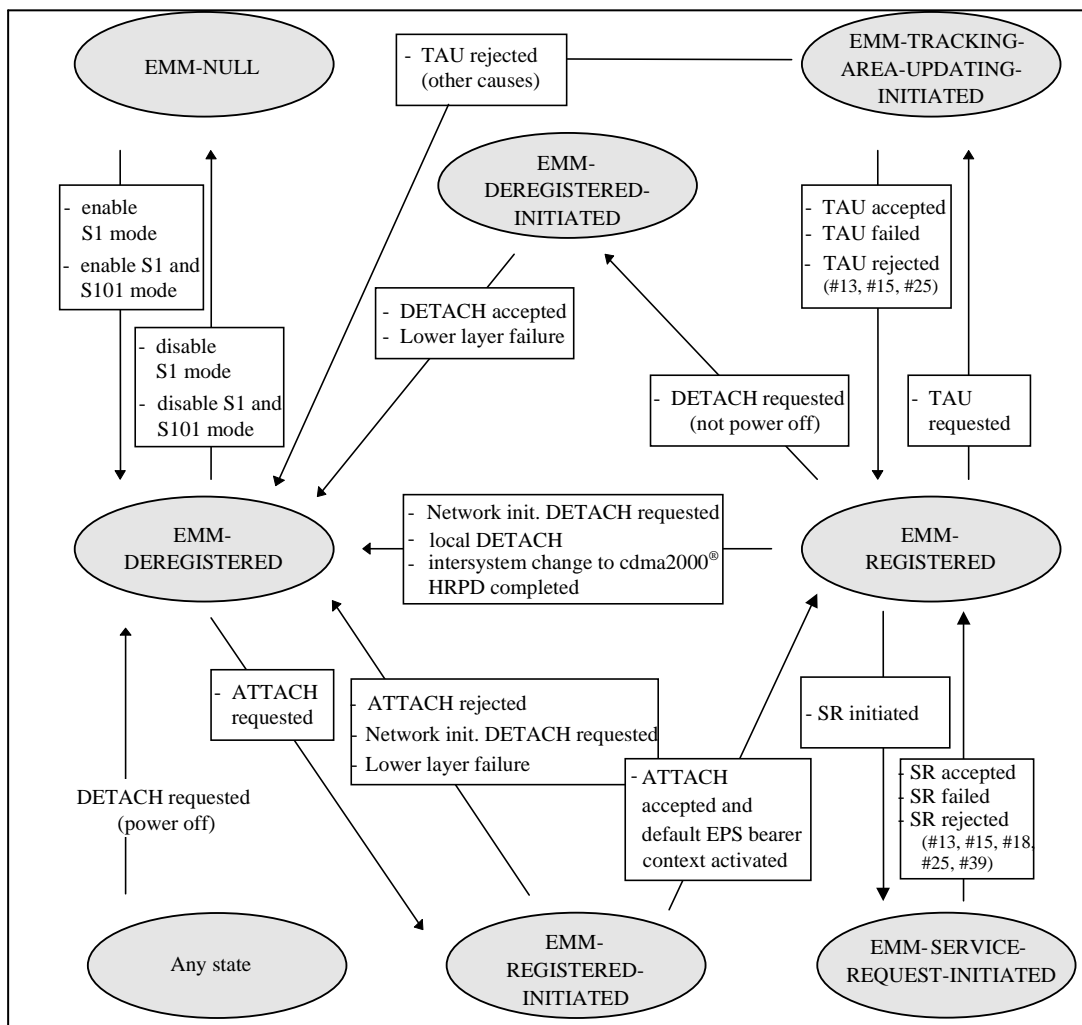 EMM-NULL
- TAU rejected
(other causes)
EMM-TRACKING-
AREA-UPDATING-
INITIATED
EMM-
DEREGISTERED-
INITIATED
- enable
S1 mode
- enable S1 and
S101 mode
- TAU accepted
- TAU failed
- TAU rejected
(#13, #15, #25)
- DETACH accepted
- Lower layer failure
- disable
S1 mode
- disable S1 and
S101 mode
- DETACH requested
(not power off)
- TAU
requested
EMM-
DEREGISTERED
- Network init. DETACH requested
- local DETACH
- intersystem change to cdma2000®
HRPD completed
EMM-
REGISTERED
- ATTACH
requested
- ATTACH rejected
- Network init. DETACH requested
- Lower layer failure
- SR initiated
DETACH requested
(power off)
- ATTACH
accepted and
default EPS bearer
context activated
- SR accepted
- SR failed
- SR rejected
(#13, #15, #18,
#25, #39)
Any state
EMM-
REGISTERED-
INITIATED
EMM-SERVICE-
REQUEST-INITIATED